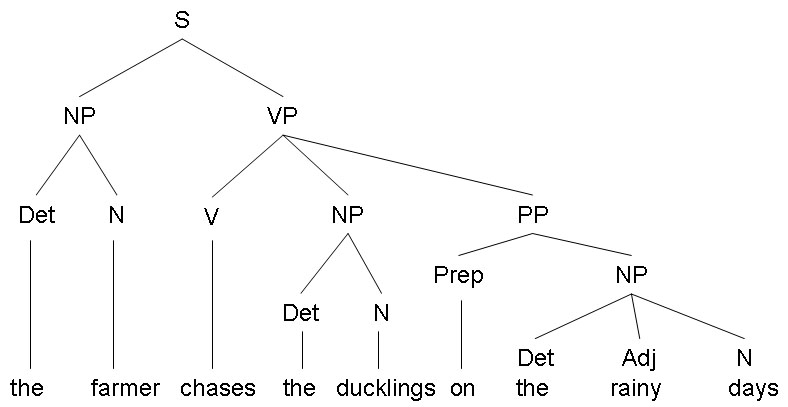 S
NP VP
Det N V NP PP
Prep NP
Det N
Det Adj N
the farmer chases the ducklings on the rainy days